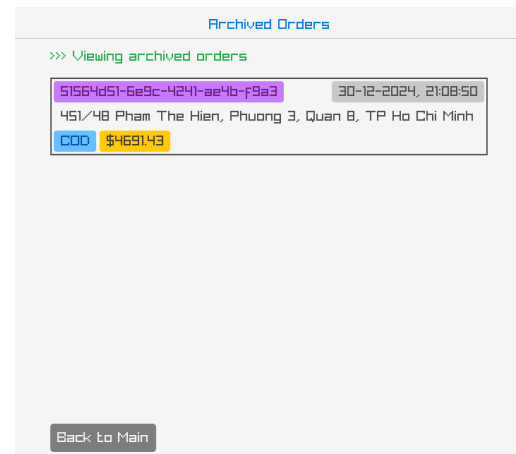 Archived Orders
>>> Viewing archived orders
51564d51-6e9c-4241-ae4b-f9a3 30-12-2024, 21:08:50
451/48 Pham The Hien, Phuong 3, Quan 8, TP Ho Chi Minh
COD $4691.43
Back to Main